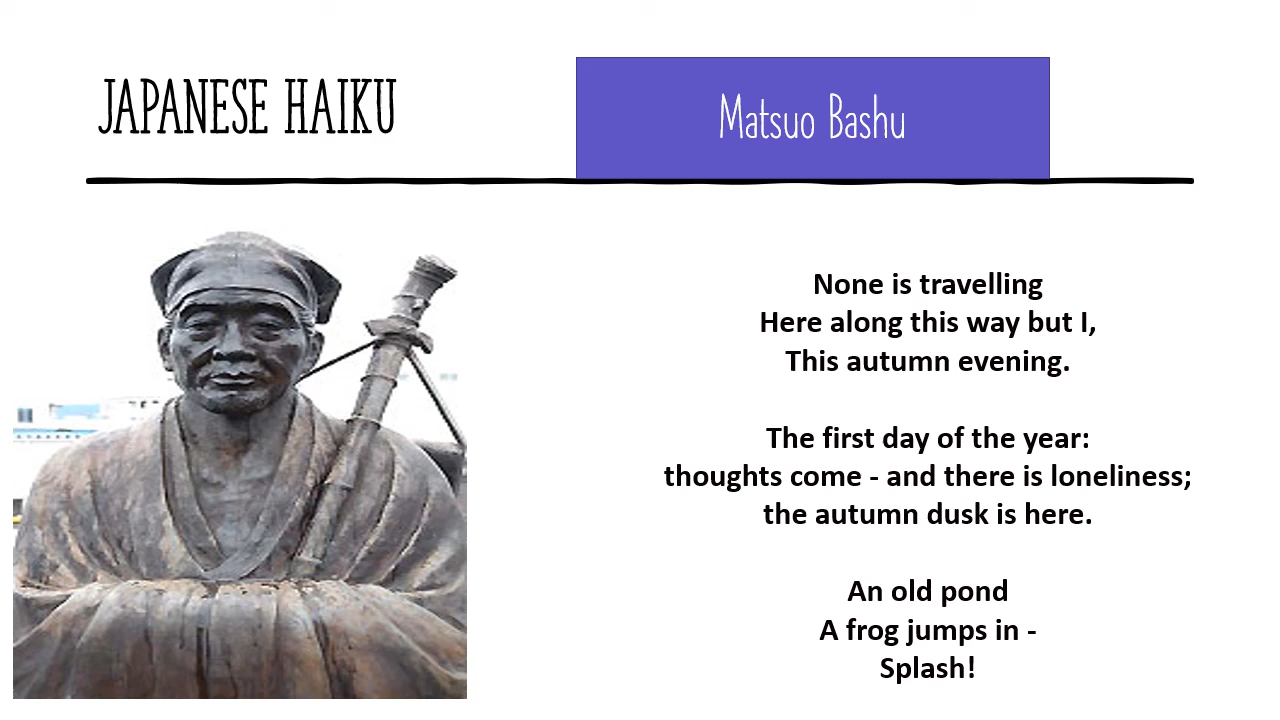 JAPANESE HAIKU
Matsuo Bashu
None is travelling
Here along this way but I,
This autumn evening.
The first day of the year:
thoughts come - and there is loneliness;
the autumn dusk is here.
An old pond
A frog jumps in -
Splash!